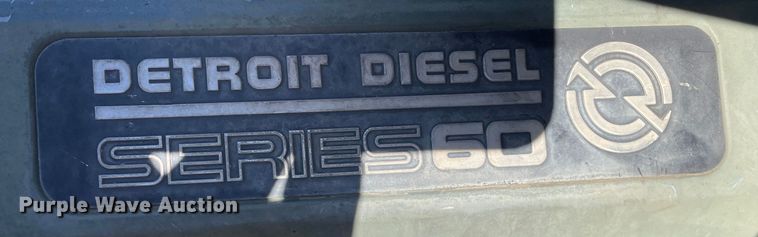 DETROIT DIESEL
SERIES 60
Purple Wave Auction